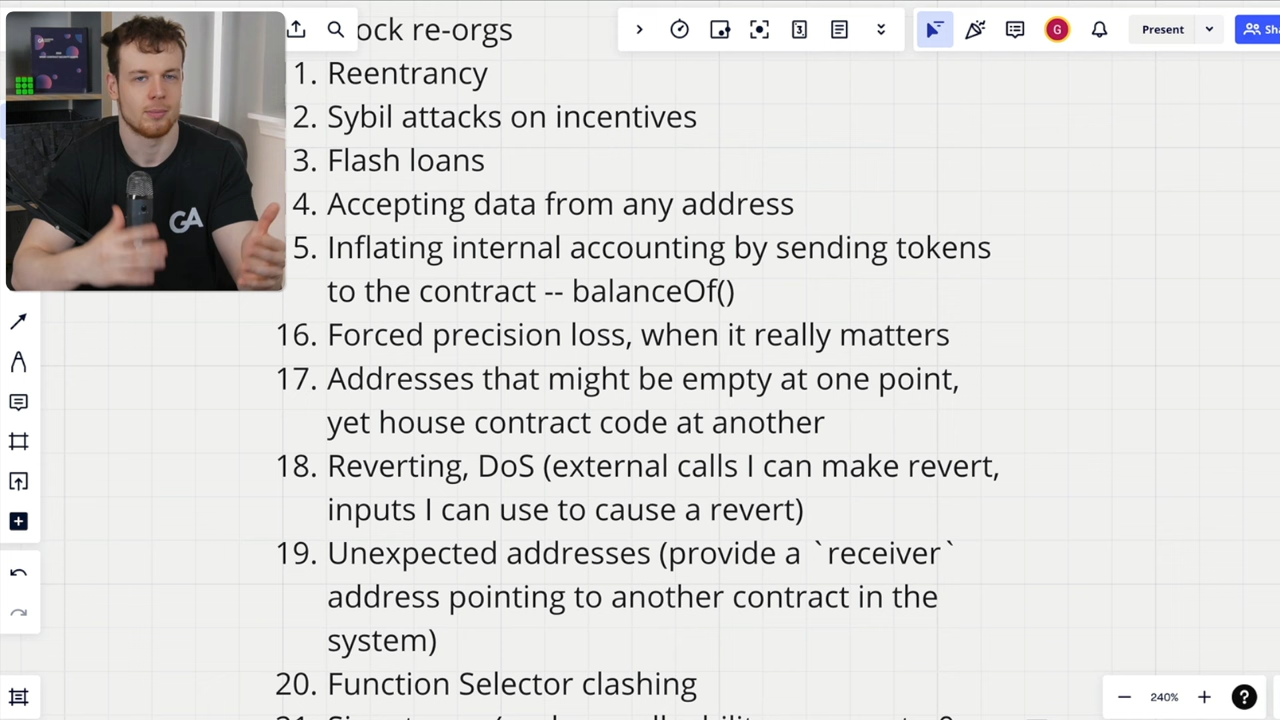 ock re-orgs
1. Reentrancy
2. Sybil attacks on incentives
3. Flash loans
4. Accepting data from any address
5. Inflating internal accounting by sending tokens
to the contract -- balanceOf()
16. Forced precision loss, when it really matters
17. Addresses that might be empty at one point,
yet house contract code at another
18. Reverting, DoS (external calls I can make revert,
inputs I can use to cause a revert)
19. Unexpected addresses (provide a `receiver`
address pointing to another contract in the
system)
20. Function Selector clashing
GA
3
G
Present
Sha
240%
?